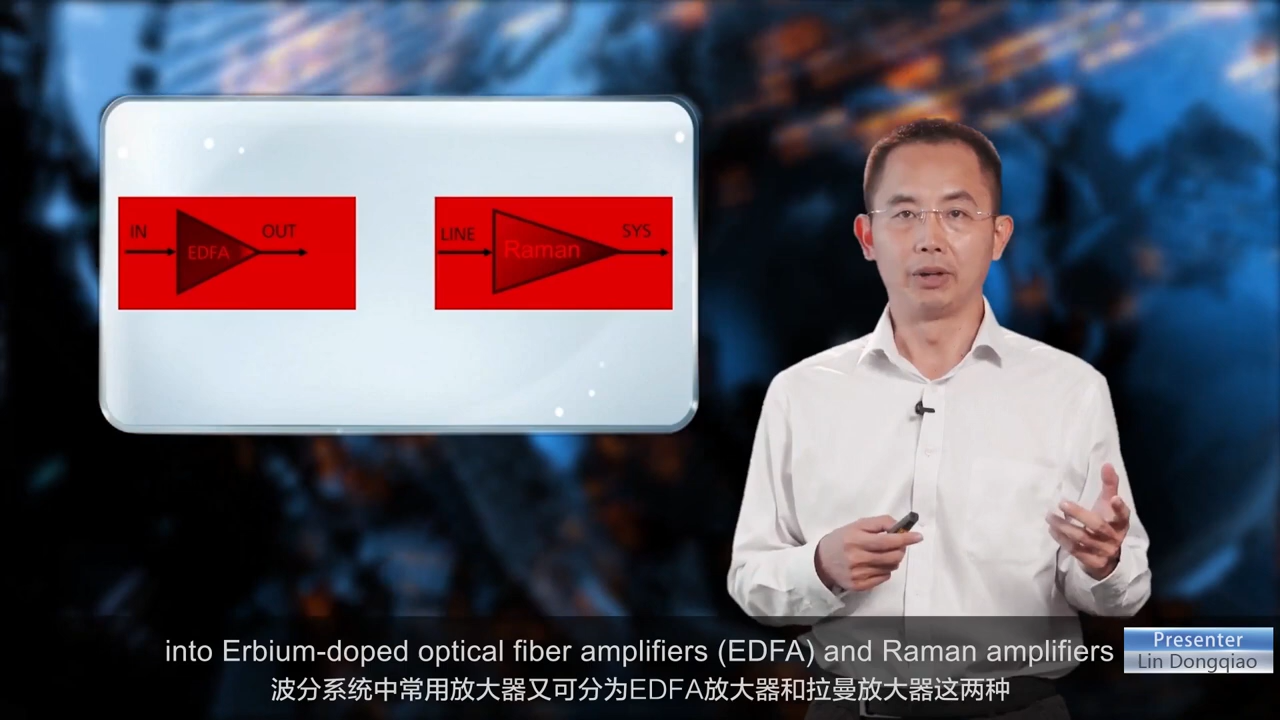 IN
EDFA
OUT
LINE
Raman
SYS
into Erbium-doped optical fiber amplifiers (EDFA) and Raman amplifiers
波分系统中常用放大器又可分为EDFA放大器和拉曼放大器这两种
Presenter
Lin Dongqiao